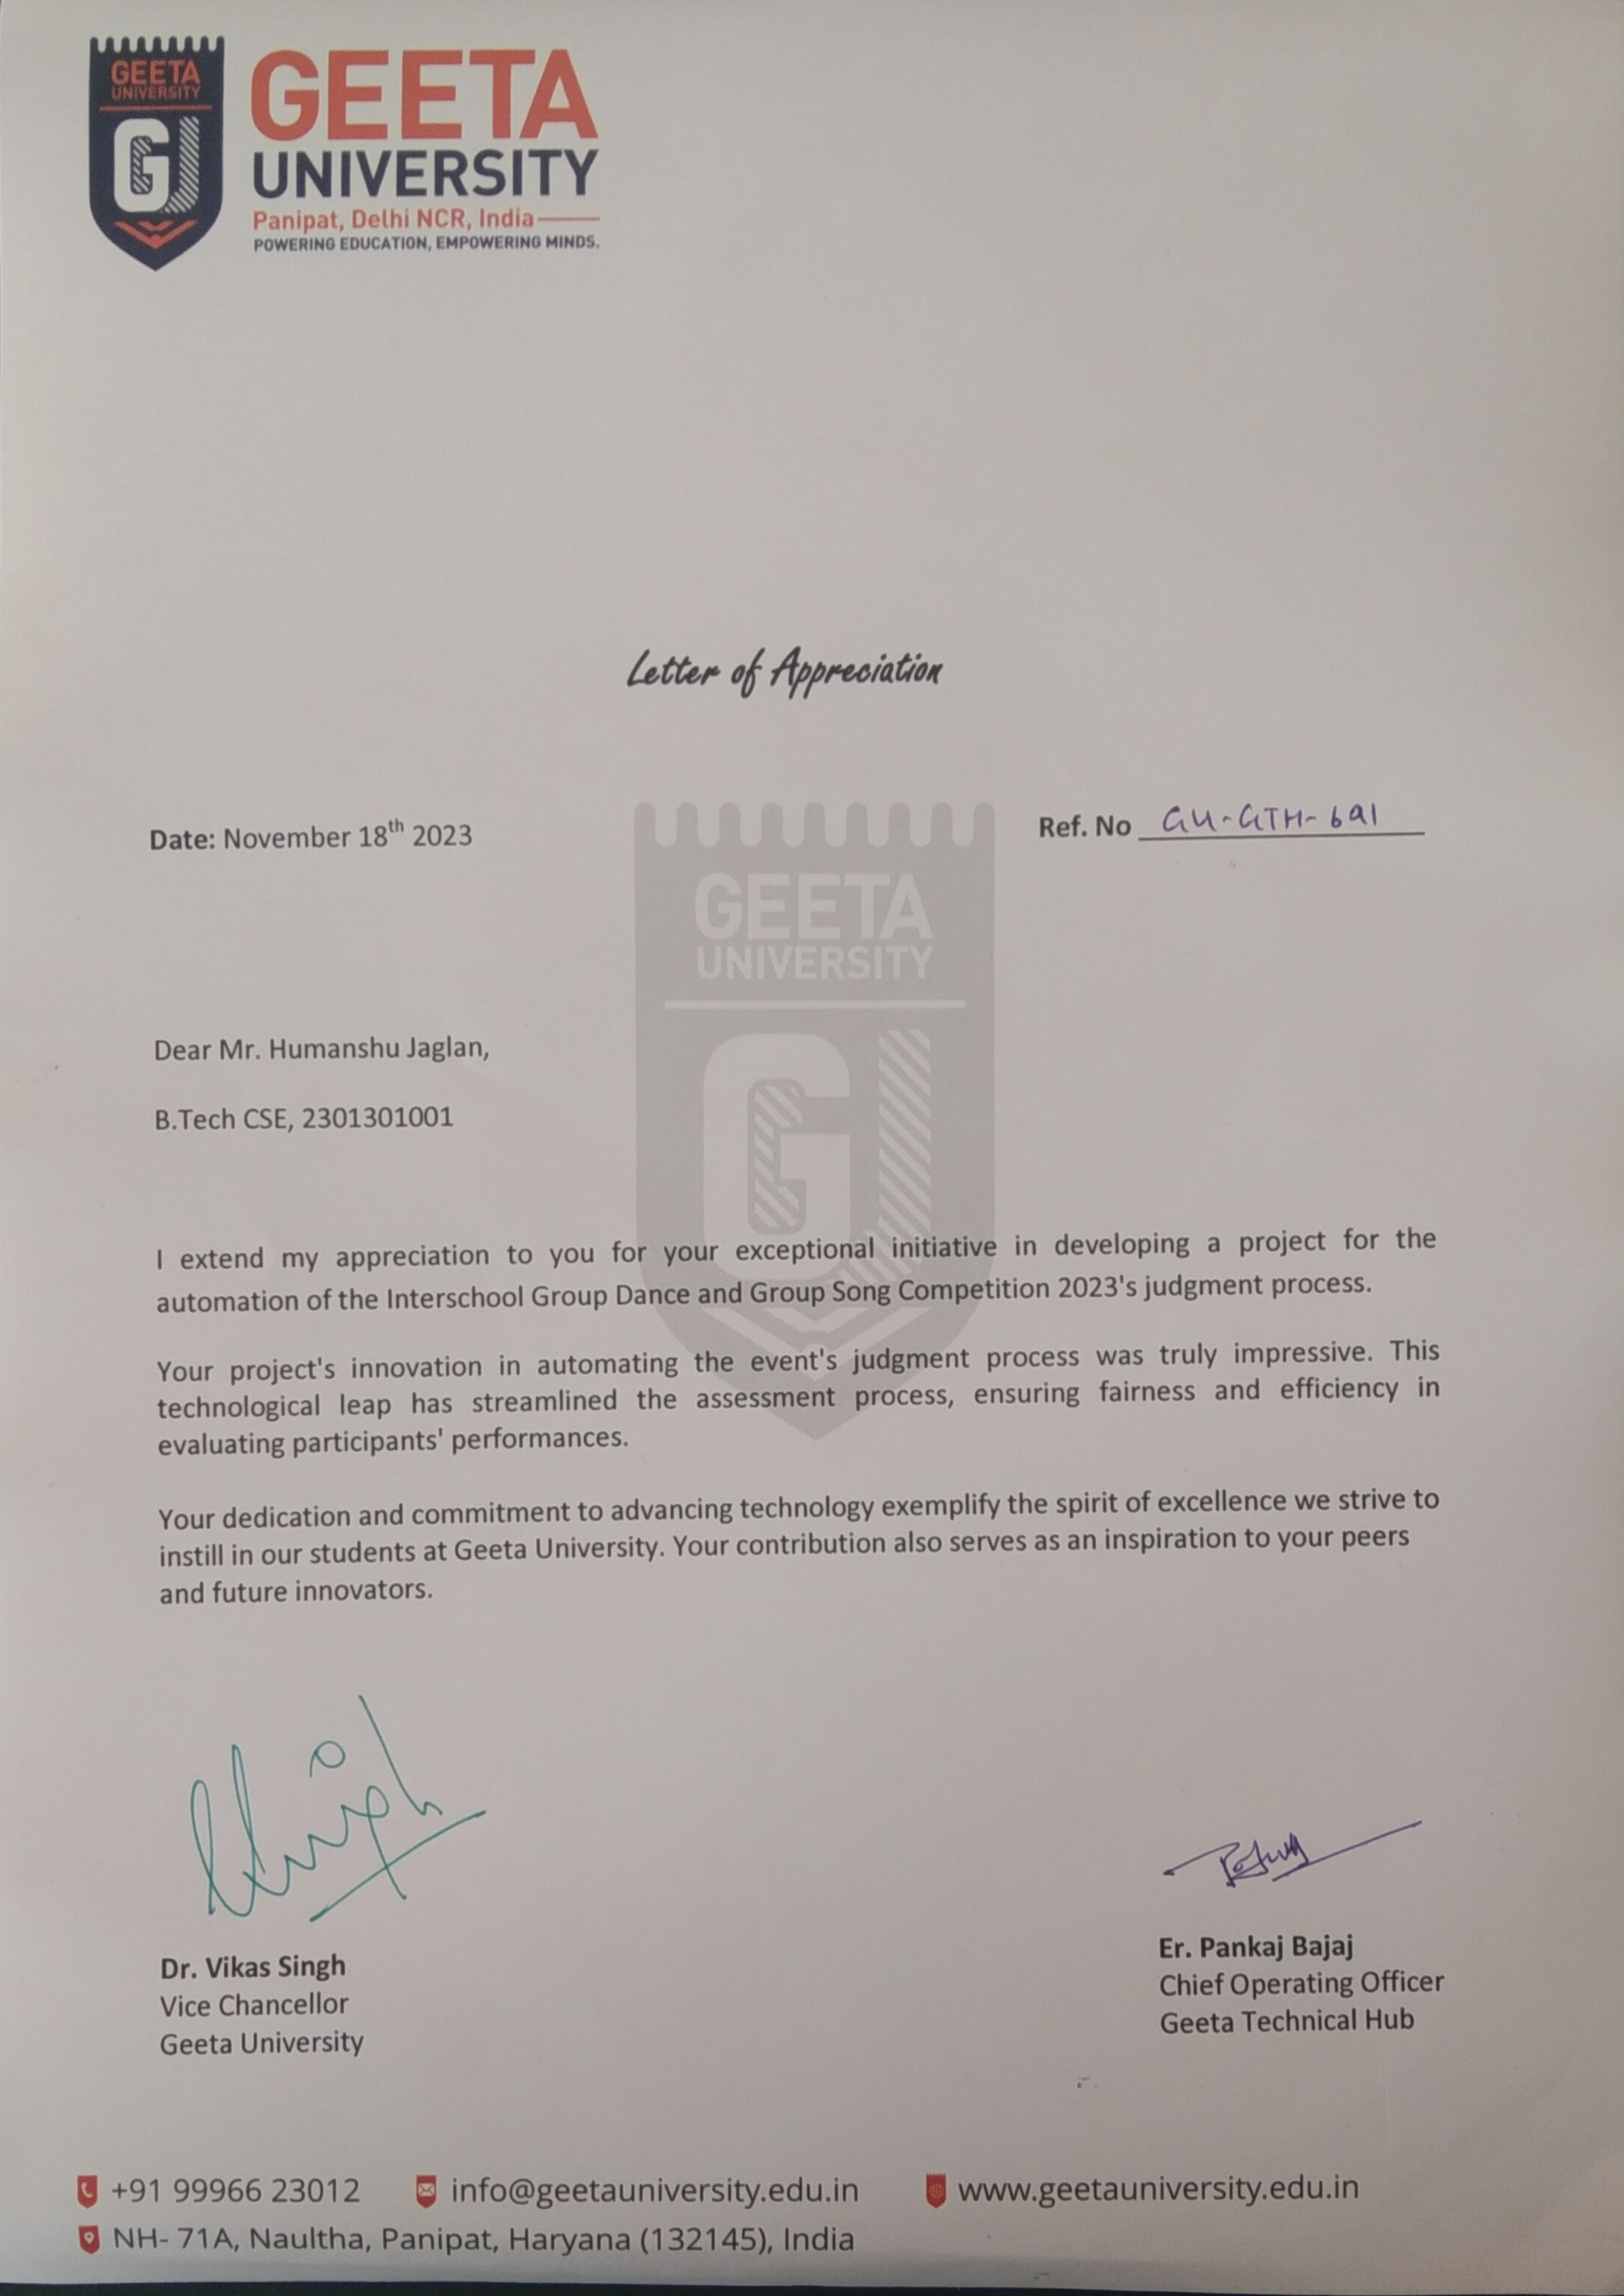 GEETA
UNIVERSITY
GU
GEETA
UNIVERSITY
Panipat, Delhi NCR, India
POWERING EDUCATION, EMPOWERING MINDS.
Letter of Appreciation
Date: November 18th 2023
Ref. No GU-GTH-691
GEETA
UNIVERSITY
GU
Dear Mr. Humanshu Jaglan,
B.Tech CSE, 2301301001
I extend my appreciation to you for your exceptional initiative in developing a project for the
automation of the Interschool Group Dance and Group Song Competition 2023's judgment process.
Your project's innovation in automating the event's judgment process was truly impressive. This
technological leap has streamlined the assessment process, ensuring fairness and efficiency in
evaluating participants' performances.
Your dedication and commitment to advancing technology exemplify the spirit of excellence we strive to
instill in our students at Geeta University. Your contribution also serves as an inspiration to your peers
and future innovators.
Dr. Vikas Singh
Vice Chancellor
Geeta University
Er. Pankaj Bajaj
Chief Operating Officer
Geeta Technical Hub
+91 99966 23012
info@geetauniversity.edu.in
www.geetauniversity.edu.in
NH- 71A, Naultha, Panipat, Haryana (132145), India